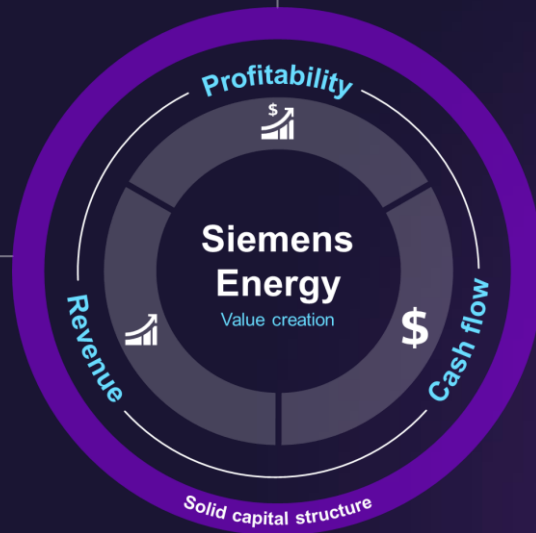 Profitability
$
Siemens
Energy
Value creation
Revenue
$
Cash flow
Solid capital structure